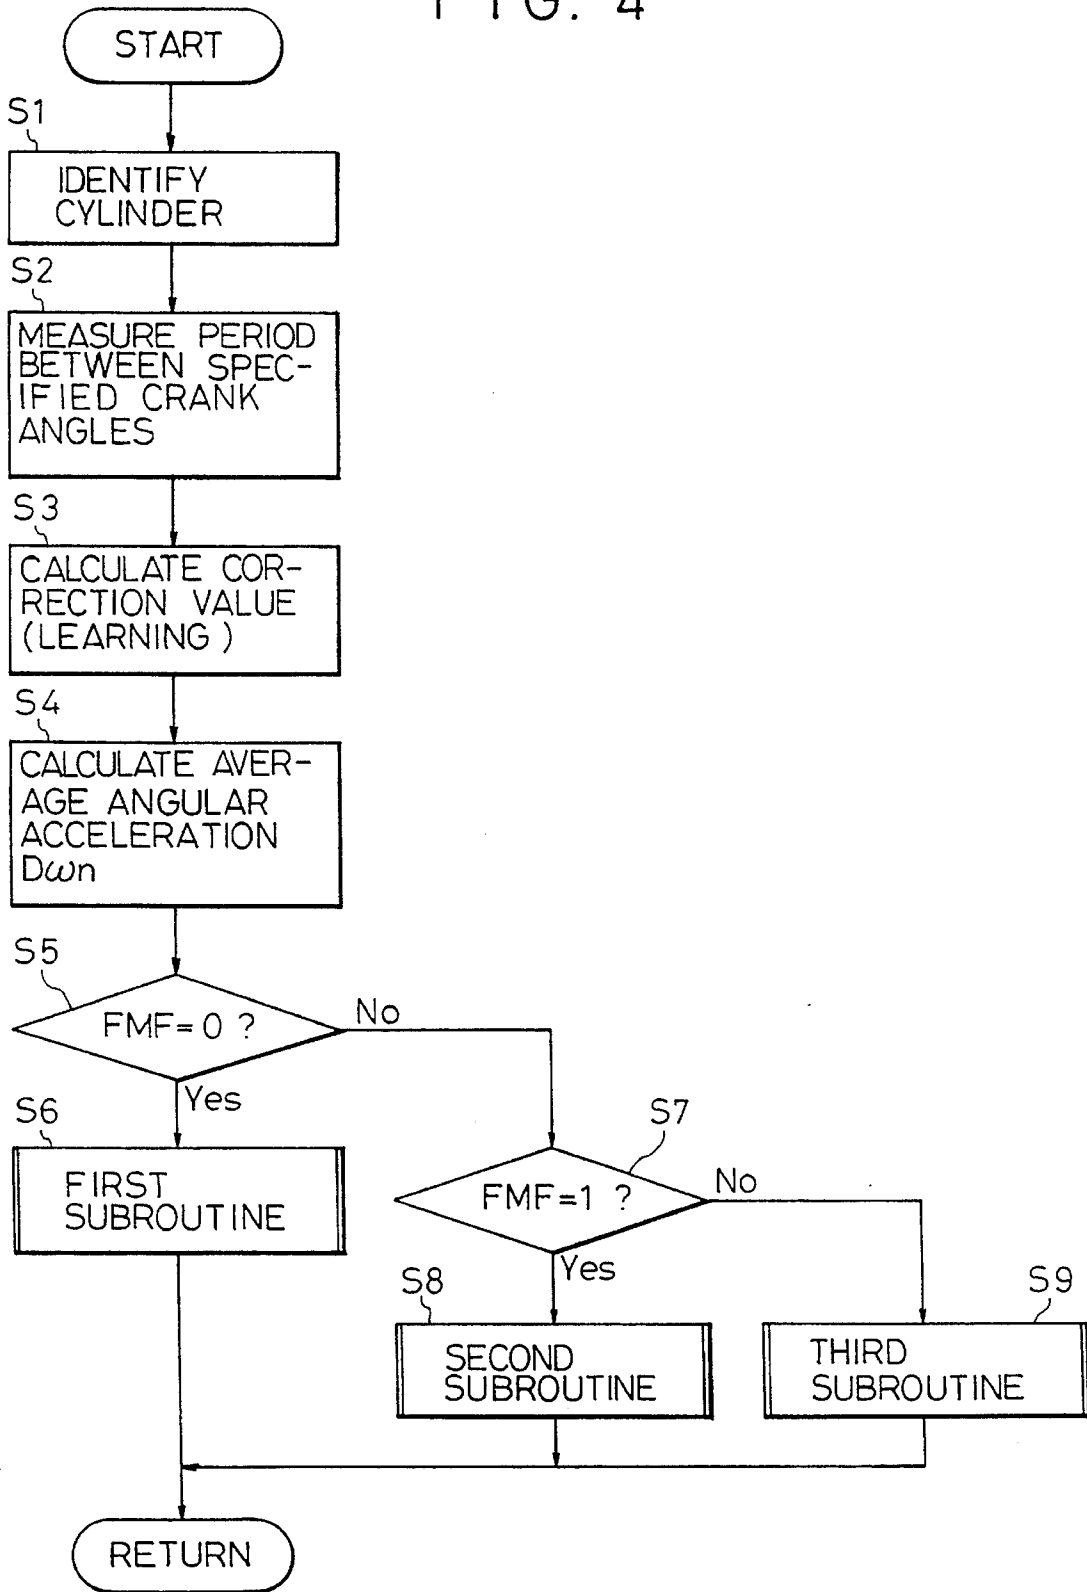 FIG. 4
START
S1
IDENTIFY
CYLINDER
S2
MEASURE PERIOD
BETWEEN SPEC-
IFIED CRANK
ANGLES
S3
CALCULATE COR-
RECTION VALUE
(LEARNING)
S4
CALCULATE AVER-
AGE ANGULAR
ACCELERATION
Dωn
S5
FMF=0 ?
No
Yes
S6
FIRST
SUBROUTINE
S7
FMF=1 ?
No
Yes
S8
SECOND
SUBROUTINE
S9
THIRD
SUBROUTINE
RETURN